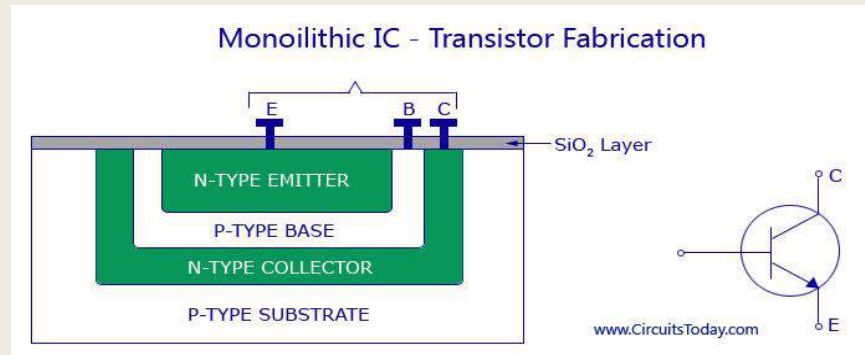 Monoilithic IC - Transistor Fabrication
E B C
SiO₂ Layer
N-TYPE EMITTER
P-TYPE BASE
N-TYPE COLLECTOR
P-TYPE SUBSTRATE
C
E
www.CircuitsToday.com